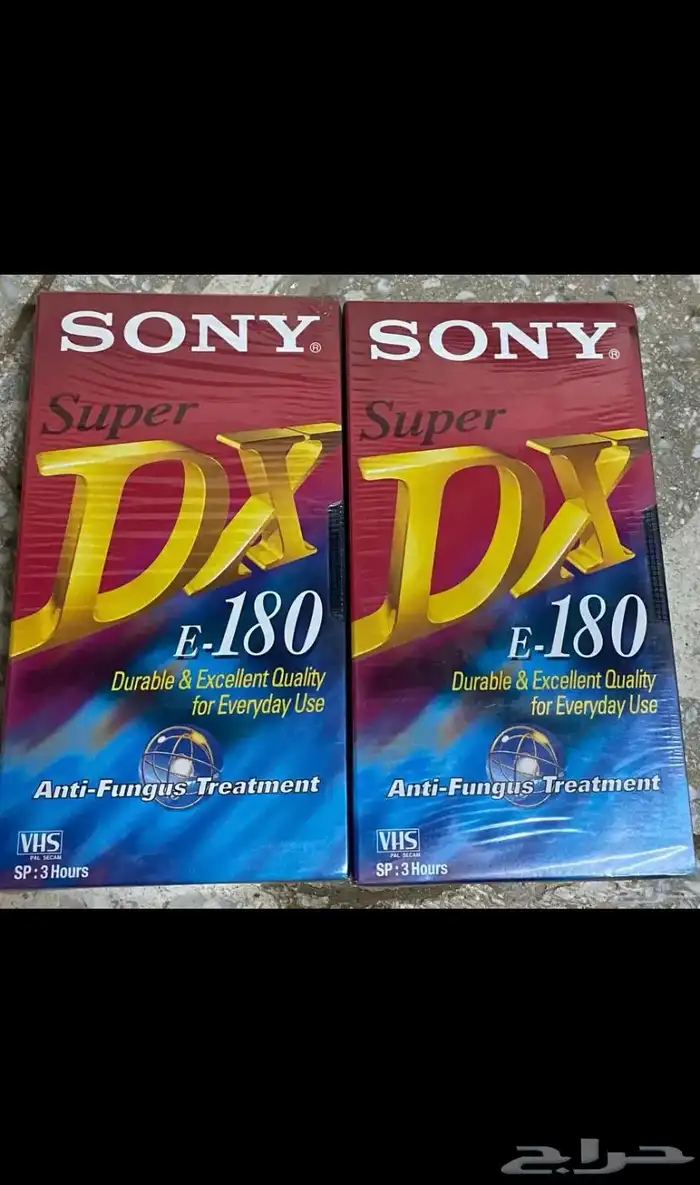 SONY®
Super
DX
E-180
Durable & Excellent Quality
for Everyday Use
Anti-Fungus Treatment
VHS
PAL SECAM
SP : 3 Hours
SONY®
Super
DX
E-180
Durable & Excellent Quality
for Everyday Use
Anti-Fungus Treatment
VHS
PAL SECAM
SP : 3 Hours
حراج